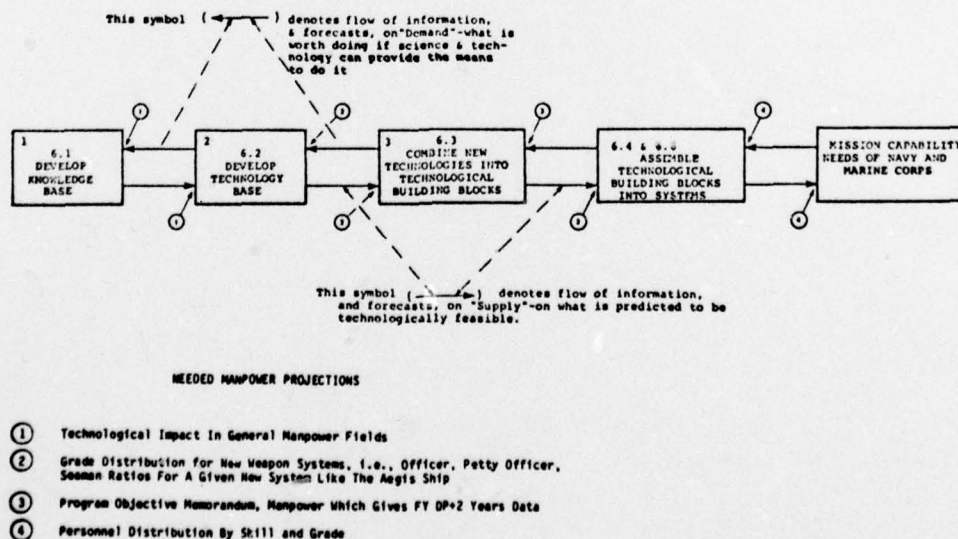 This symbol ( ) denotes flow of information,
& forecasts, on "Demand"-what is
worth doing if science & tech-
nology can provide the means
to do it
1
6.1
DEVELOP
KNOWLEDGE
BASE
2
6.2
DEVELOP
TECHNOLOGY
BASE
3
6.3
COMBINE NEW
TECHNOLOGIES INTO
TECHNOLOGICAL
BUILDING BLOCKS
6.4 &
ASSEMBLE
TECHNOLOGICAL
BUILDING BLOCKS
INTO SYSTEMS
MISSION CAPABILITY
NEEDS OF NAVY AND
MARINE CORPS
This symbol ( ) denotes flow of information,
and forecasts, on "Supply"-on what is predicted to be
technologically feasible.
NEEDED MANPOWER PROJECTIONS
1 Technological Impact In General Manpower Fields
2 Grade Distribution for New Weapon Systems, i.e., Officer, Petty Officer,
Seaman Ratios For A Given New System Like The Aegis Ship
3 Program Objective Memorandum, Manpower Which Gives FY DP+2 Years Data
4 Personnel Distribution By Skill and Grade